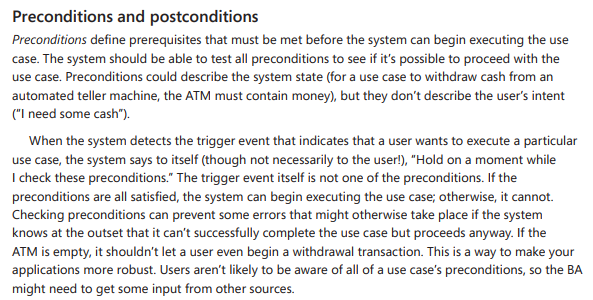 Preconditions and postconditions
Preconditions define prerequisites that must be met before the system can begin executing the use
case. The system should be able to test all preconditions to see if it’s possible to proceed with the
use case. Preconditions could describe the system state (for a use case to withdraw cash from an
automated teller machine, the ATM must contain money), but they don’t describe the user’s intent
(“I need some cash”).
When the system detects the trigger event that indicates that a user wants to execute a particular
use case, the system says to itself (though not necessarily to the user!), “Hold on a moment while
I check these preconditions.” The trigger event itself is not one of the preconditions. If the
preconditions are all satisfied, the system can begin executing the use case; otherwise, it cannot.
Checking preconditions can prevent some errors that might otherwise take place if the system
knows at the outset that it can’t successfully complete the use case but proceeds anyway. If the
ATM is empty, it shouldn’t let a user even begin a withdrawal transaction. This is a way to make your
applications more robust. Users aren’t likely to be aware of all of a use case’s preconditions, so the BA
might need to get some input from other sources.